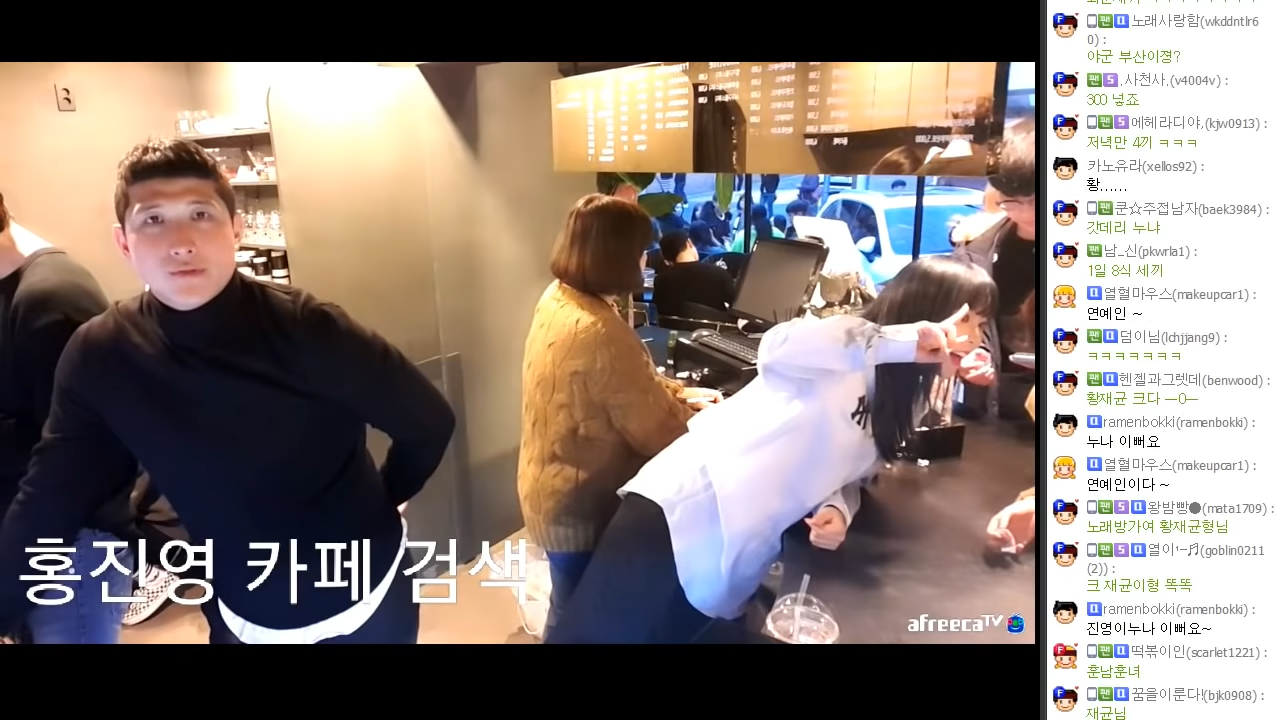 홍진영 카페 검색
afreecaTV
노래사랑함(wkddntlr6
0) :
아군 부산이졍?
.사천사.(v4004v) :
300 넣죠
에헤라디야,(kjw0913) :
저녁만 4끼 ㅋㅋㅋ
카노유라(xellos92) :
황......
쿤☆주접남자(baek3984) :
갓데리 누나
남_신(pkwrla1) :
1일 8식 세끼
열혈마우스(makeupcar1) :
연예인 ~
덤이님(lchjjang9) :
ㅋㅋㅋㅋㅋㅋㅋ
헨젤과그렛데(benwood) :
황재균 크다 ㅡ0ㅡ
ramenbokki(ramenbokki) :
누나 이뻐요
열혈마우스(makeupcar1) :
연예인이다 ~
왕밤빵●(mata1709) :
노래방가여 황재균형님
(goblin0211
(2)) :
크 재균이형 똑똑
ramenbokki(ramenbokki) :
진영이누나 이뻐요~
떡볶이인(scarlet1221) :
훈남훈녀
꿈을이룬다!(bjk0908) :
재균님